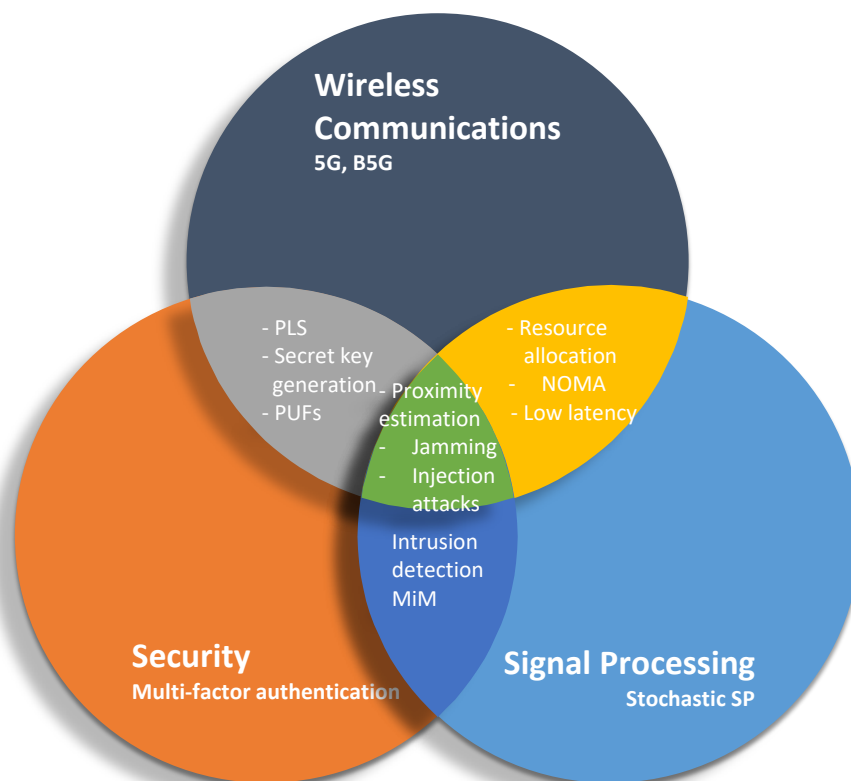 Wireless
Communications
5G, B5G
- PLS
- Secret key
generation
- PUFs
- Resource
allocation
- NOMA
- Low latency
- Proximity
estimation
- Jamming
- Injection
attacks
Intrusion
detection
MiM
Security
Multi-factor authentication
Signal Processing
Stochastic SP